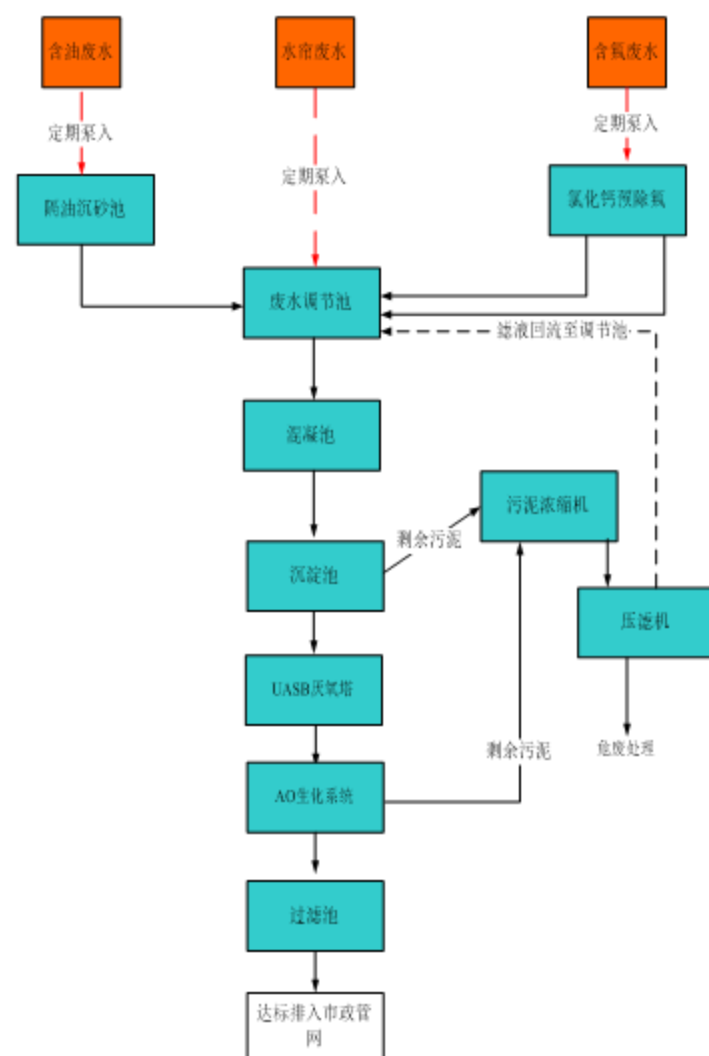 含油废水
水帘废水
含氟废水
定期泵入
定期泵入
定期泵入
隔油沉砂池
氯化钙预除氟
废水调节池
滤液回流至调节池
混凝池
污泥浓缩机
剩余污泥
沉淀池
压滤机
UASB厌氧塔
剩余污泥
危废处理
AO生化系统
过滤池
达标排入市政管
网